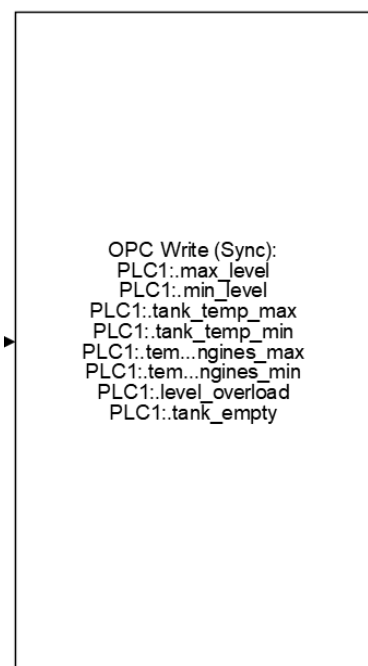 OPC Write (Sync):
PLC1:.max_level
PLC1:.min_level
PLC1:.tank_temp_max
PLC1:.tank_temp_min
PLC1:.tem...ngines_max
PLC1:.tem...ngines_min
PLC1:.level_overload
PLC1:.tank_empty